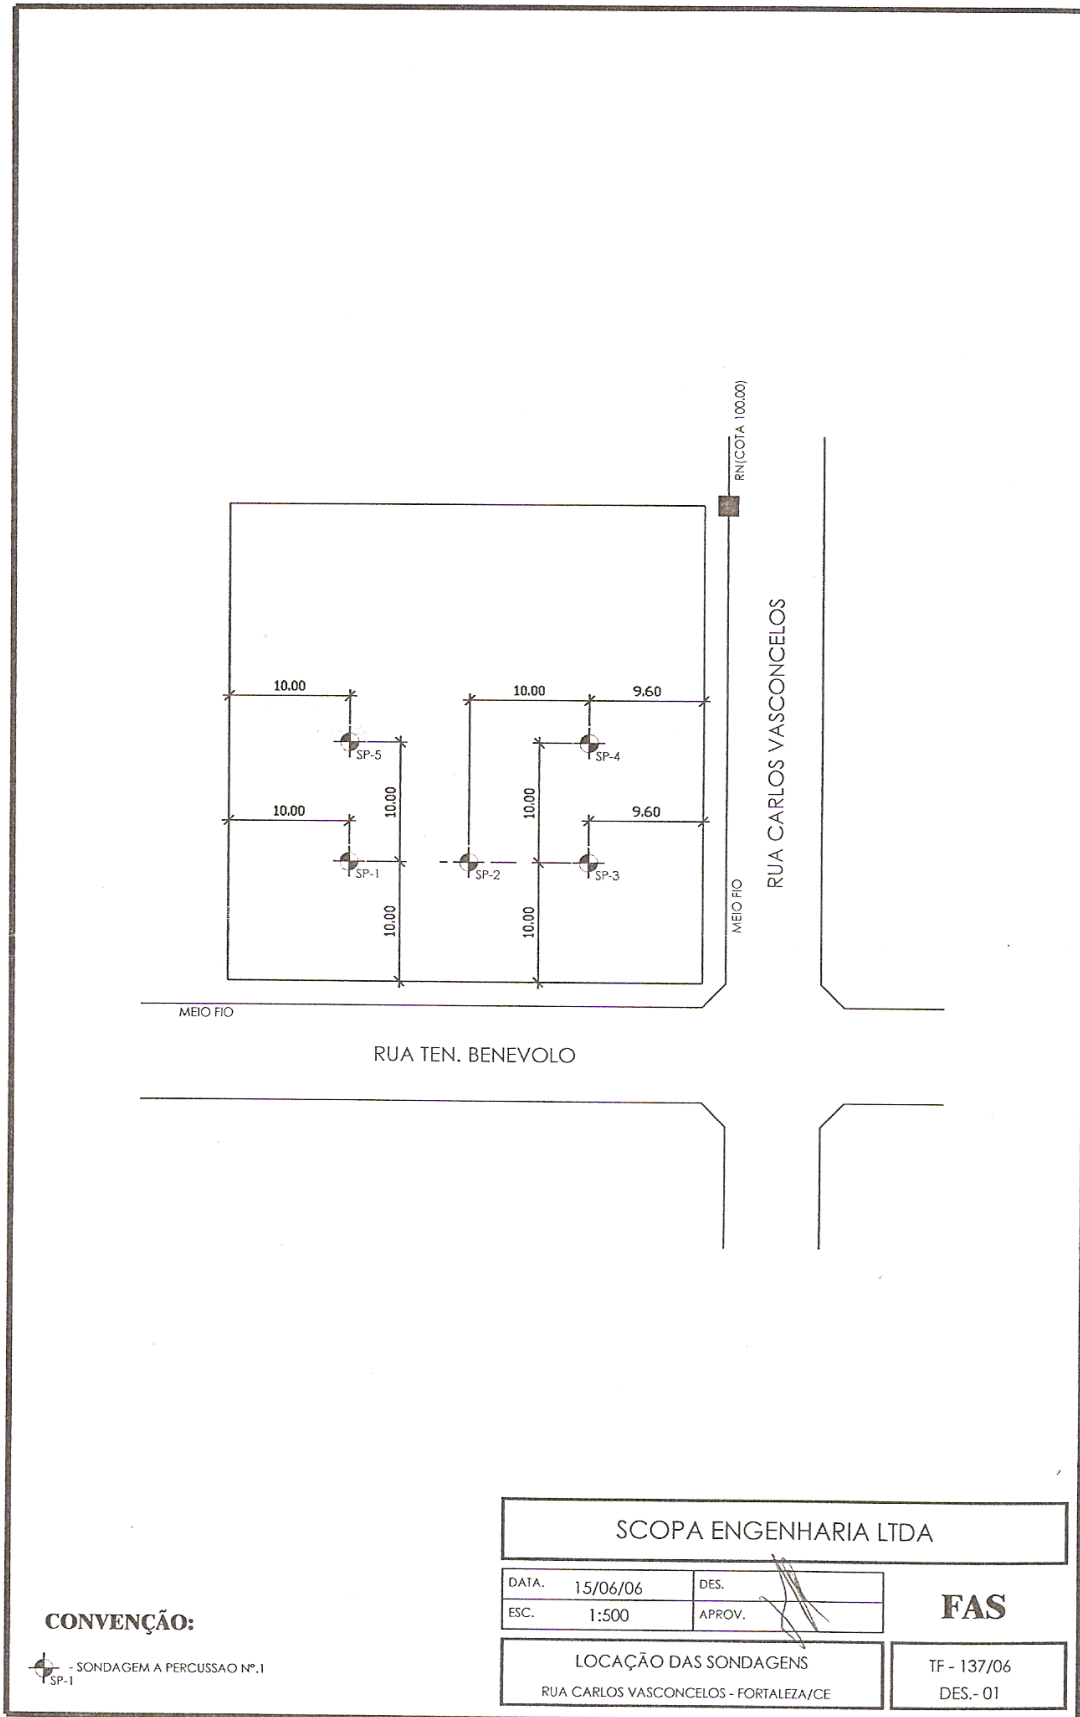 RN(COTA 100.00)
10.00
10.00
9.60
SP-5
SP-4
10.00
10.00
10.00
9.60
SP-1
SP-2
SP-3
10.00
10.00
RUA CARLOS VASCONCELOS
MEIO FIO
MEIO FIO
RUA TEN. BENEVOLO
SCOPA ENGENHARIA LTDA
DATA. 15/06/06 DES.
ESC. 1:500 APROV.
FAS
LOCAÇÃO DAS SONDAGENS
RUA CARLOS VASCONCELOS - FORTALEZA/CE
TF - 137/06
DES.- 01
CONVENÇÃO:
- SONDAGEM A PERCUSSAO Nº.1
SP-1